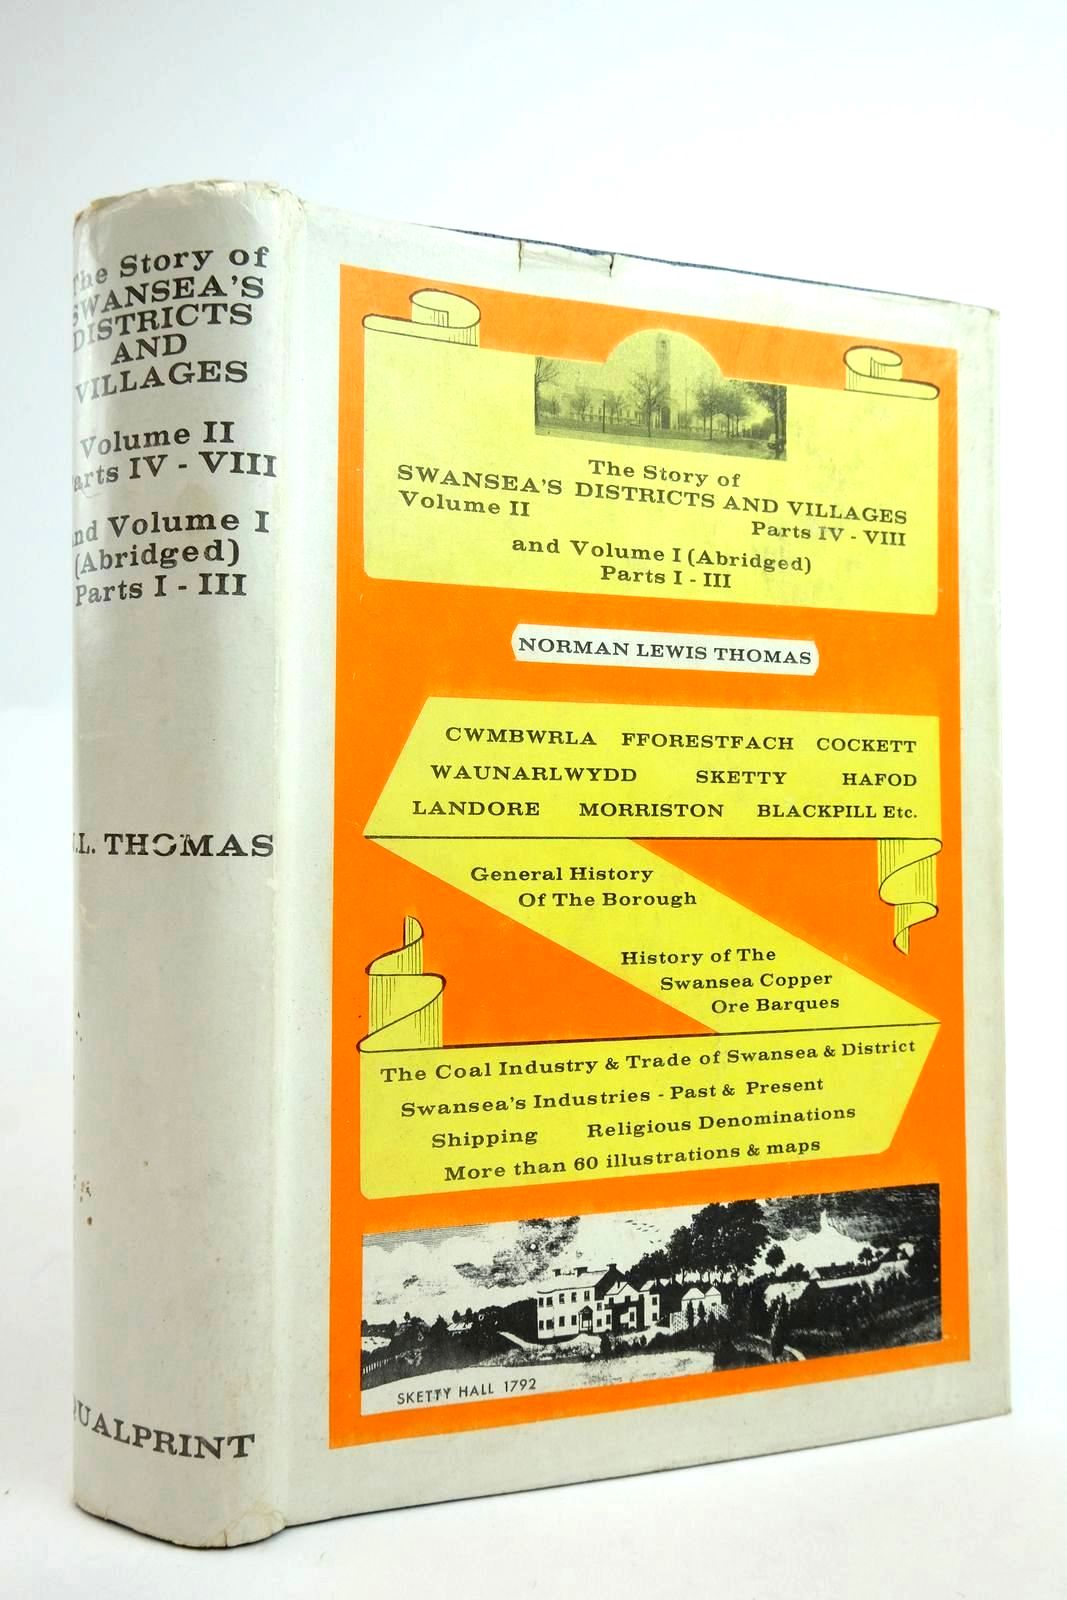 The Story of
SWANSEA'S
DISTRICTS
AND
VILLAGES
Volume II
Parts IV - VIII
and Volume I
(Abridged)
Parts I - III
N.L. THOMAS
QUALPRINT
The Story of
SWANSEA'S DISTRICTS AND VILLAGES
Volume II
Parts IV - VIII
and Volume I (Abridged)
Parts I - III
NORMAN LEWIS THOMAS
CWMBWRLA FFORESTFACH COCKETT
WAUNARLWYDD SKETTY HAFOD
LANDORE MORRISTON BLACKPILL Etc.
General History
Of The Borough
History of The
Swansea Copper
Ore Barques
The Coal Industry & Trade of Swansea & District
Swansea's Industries - Past & Present
Shipping Religious Denominations
More than 60 illustrations & maps
SKETTY HALL 1792